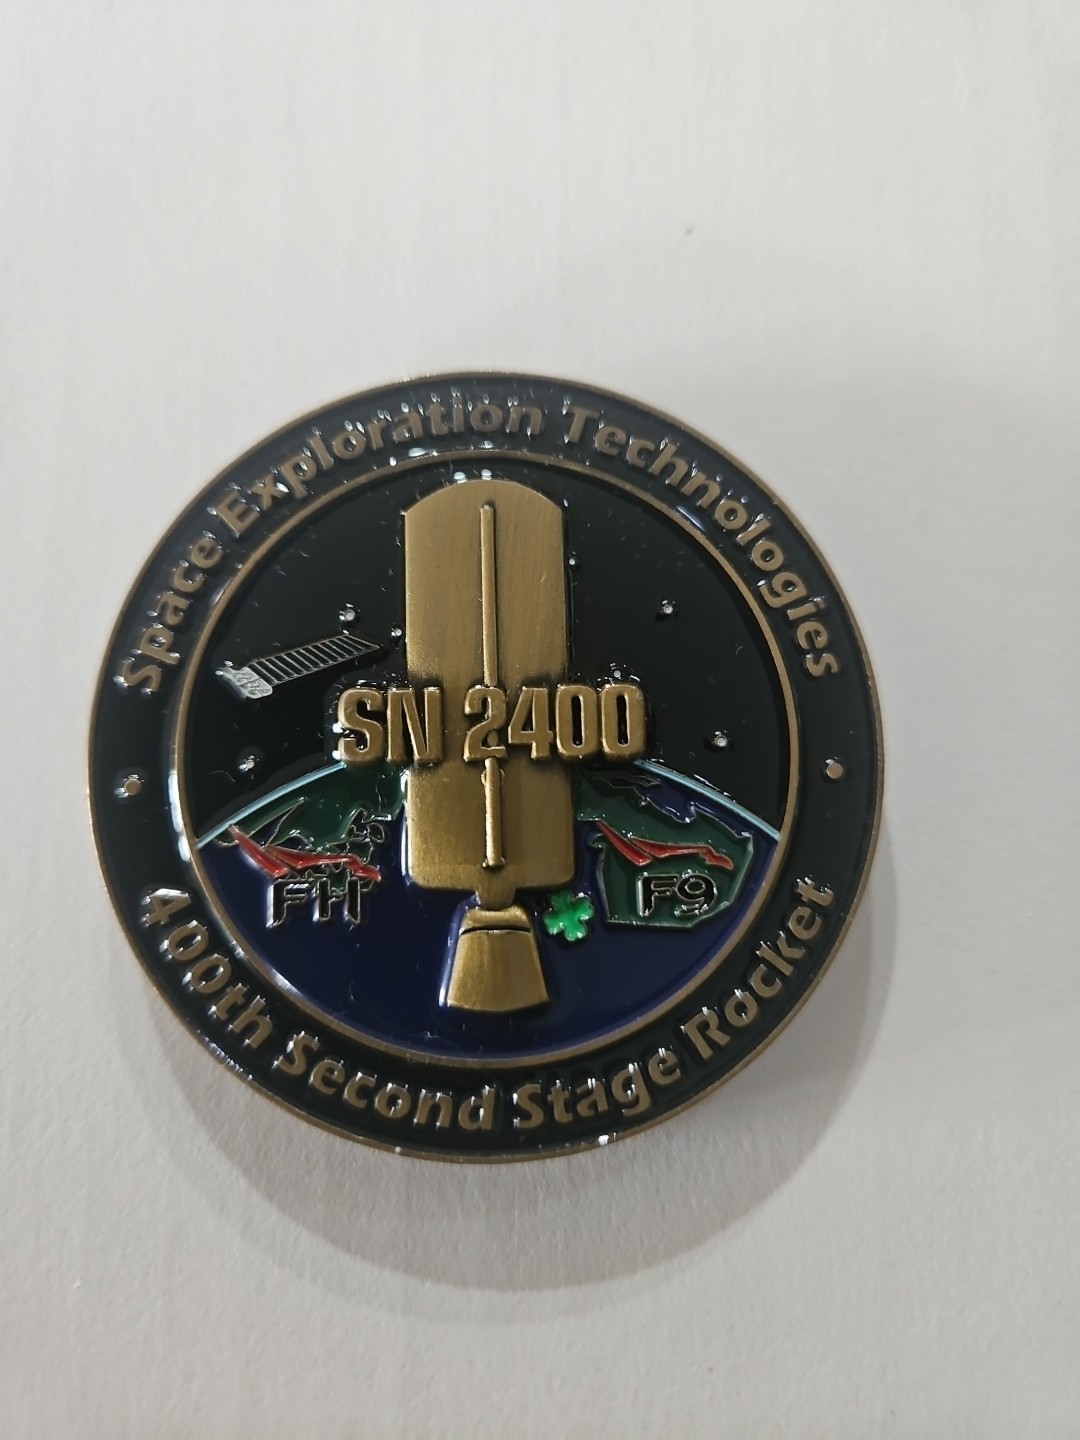 Space Exploration Technologies
SN 2400
FH
F9
400th Second Stage Rocket